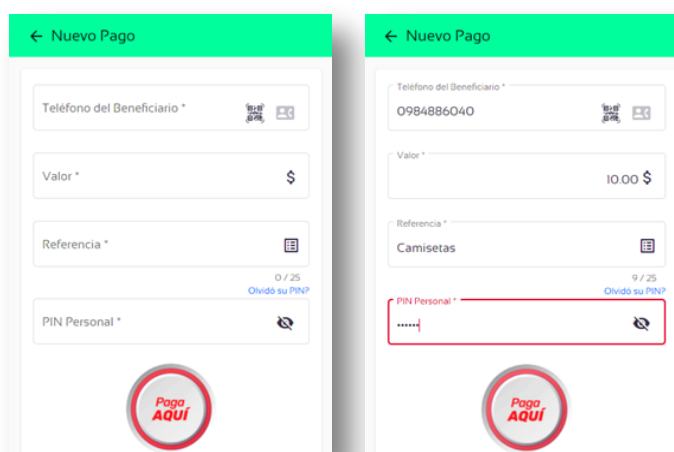 ← Nuevo Pago
Teléfono del Beneficiario *
Valor * $
Referencia *
0 / 25
Olvidó su PIN?
PIN Personal *
Paga
AQUÍ
← Nuevo Pago
Teléfono del Beneficiario *
0984886040
Valor *
10.00 $
Referencia *
Camisetas
9 / 25
Olvidó su PIN?
PIN Personal *
••••••
Paga
AQUÍ